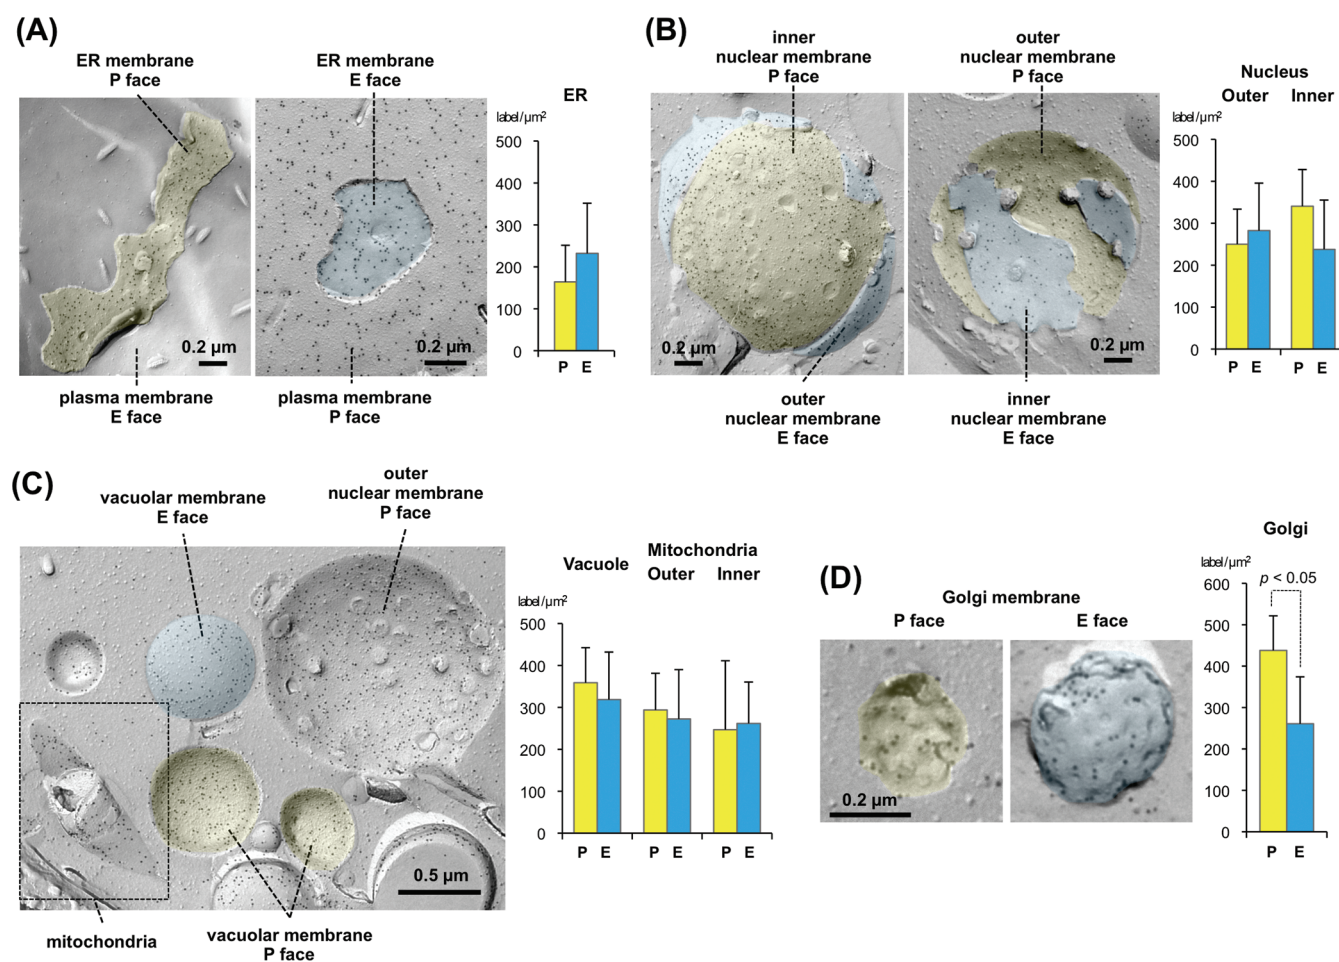 (A)
ER membrane
P face
ER membrane
E face
0.2 µm
0.2 µm
plasma membrane
E face
plasma membrane
P face
ER
label/µm²
500
400
300
200
100
0
P E
(B)
inner
nuclear membrane
P face
outer
nuclear membrane
P face
0.2 µm
0.2 µm
outer
nuclear membrane
E face
inner
nuclear membrane
E face
Nucleus
Outer Inner
label/µm²
500
400
300
200
100
0
P E P E
(C)
vacuolar membrane
E face
outer
nuclear membrane
P face
0.5 µm
mitochondria
vacuolar membrane
P face
Vacuole
Mitochondria
Outer Inner
label/µm²
500
400
300
200
100
0
P E P E P E
(D)
Golgi membrane
P face E face
0.2 µm
Golgi
label/µm²
p < 0.05
600
500
400
300
200
100
0
P E